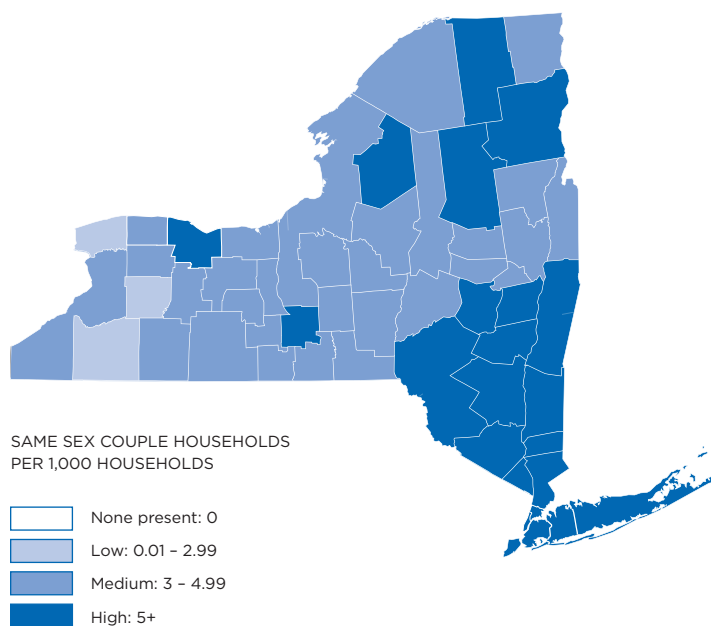 SAME SEX COUPLE HOUSEHOLDS
PER 1,000 HOUSEHOLDS
None present: 0
Low: 0.01 – 2.99
Medium: 3 – 4.99
High: 5+